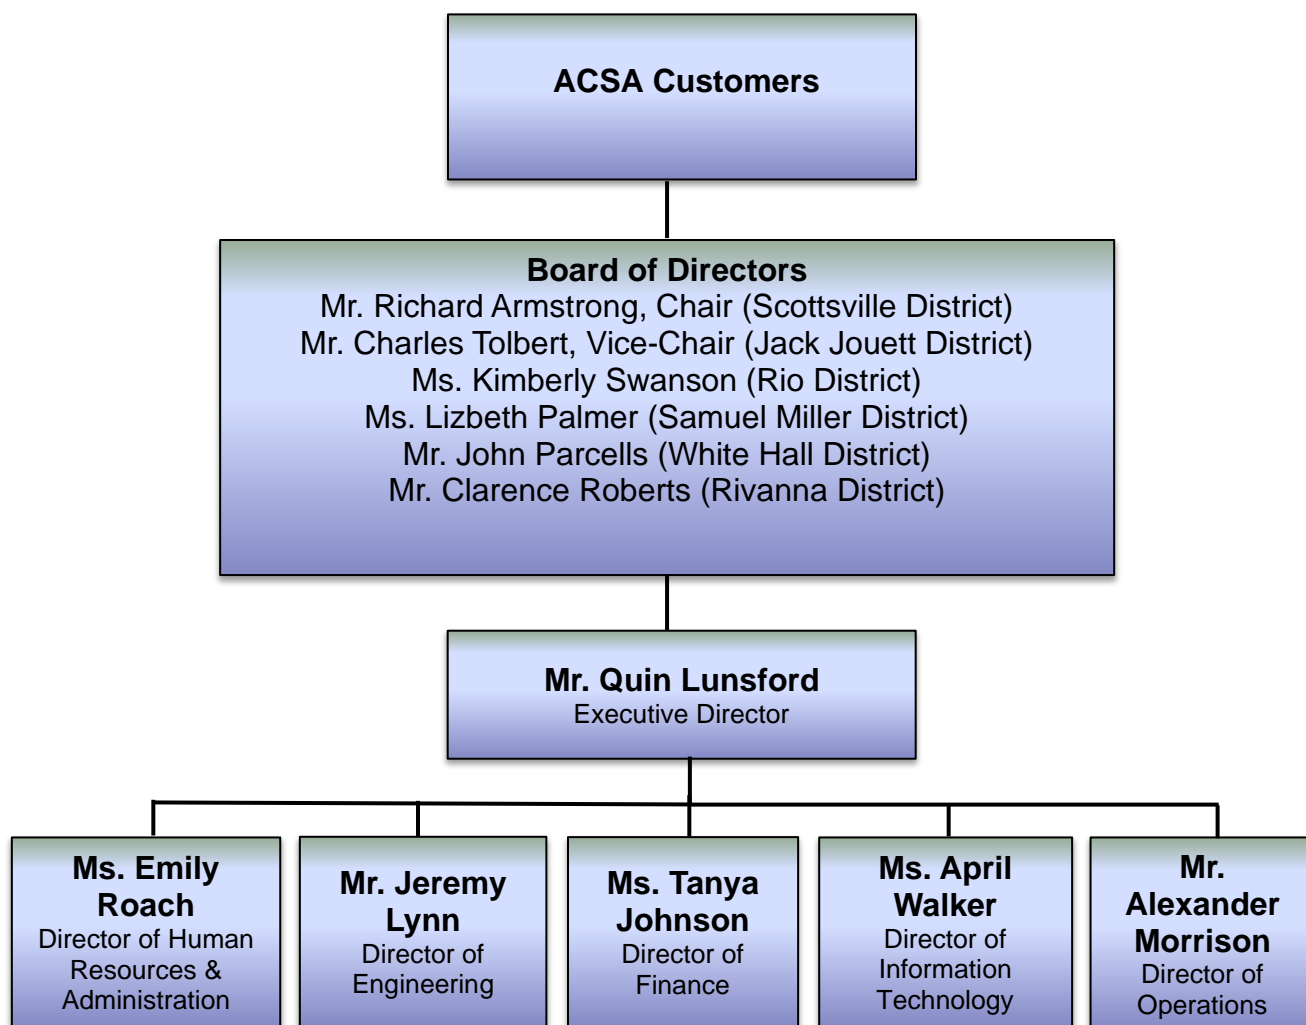 ACSA Customers
Board of Directors
Mr. Richard Armstrong, Chair (Scottsville District)
Mr. Charles Tolbert, Vice-Chair (Jack Jouett District)
Ms. Kimberly Swanson (Rio District)
Ms. Lizbeth Palmer (Samuel Miller District)
Mr. John Parcells (White Hall District)
Mr. Clarence Roberts (Rivanna District)
Mr. Quin Lunsford
Executive Director
Ms. Emily
Roach
Director of Human
Resources &
Administration
Mr. Jeremy
Lynn
Director of
Engineering
Ms. Tanya
Johnson
Director of
Finance
Ms. April
Walker
Director of
Information
Technology
Mr.
Alexander
Morrison
Director of
Operations